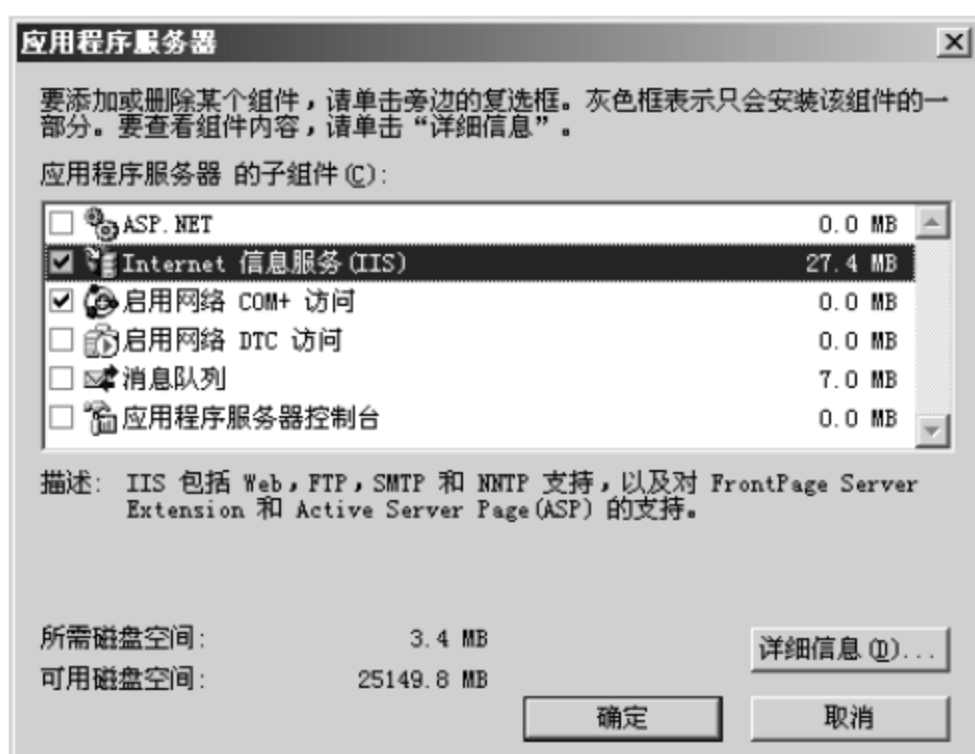 应用程序服务器
要添加或删除某个组件，请单击旁边的复选框。灰色框表示只会安装该组件的一
部分。要查看组件内容，请单击“详细信息”。
应用程序服务器 的子组件(C):
ASP.NET 0.0 MB
Internet 信息服务(IIS) 27.4 MB
启用网络 COM+ 访问 0.0 MB
启用网络 DTC 访问 0.0 MB
消息队列 7.0 MB
应用程序服务器控制台 0.0 MB
描述: IIS 包括 Web，FTP，SMTP 和 NNTP 支持，以及对 FrontPage Server
Extension 和 Active Server Page(ASP) 的支持。
所需磁盘空间: 3.4 MB
详细信息(D)...
可用磁盘空间: 25149.8 MB
确定 取消